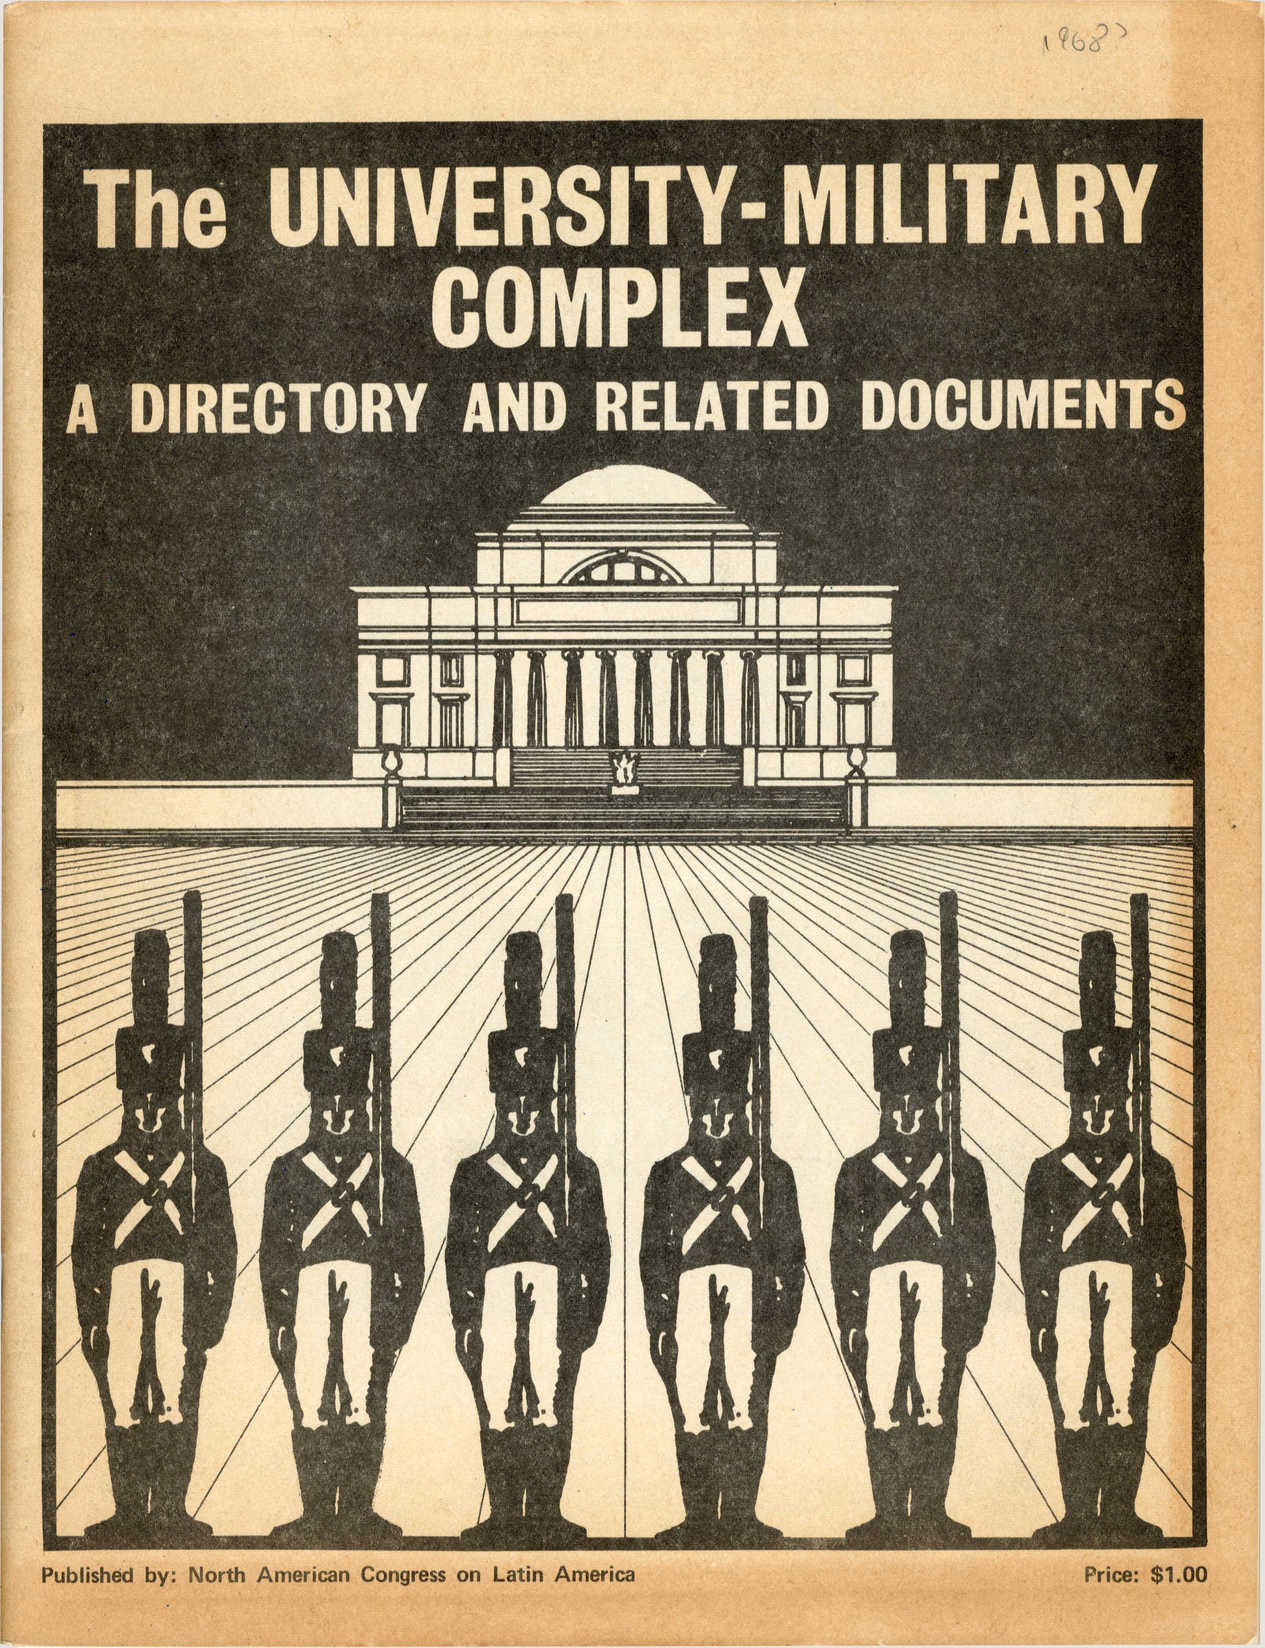 1968?
The UNIVERSITY-MILITARY
COMPLEX
A DIRECTORY AND RELATED DOCUMENTS
Published by: North American Congress on Latin America
Price: $1.00